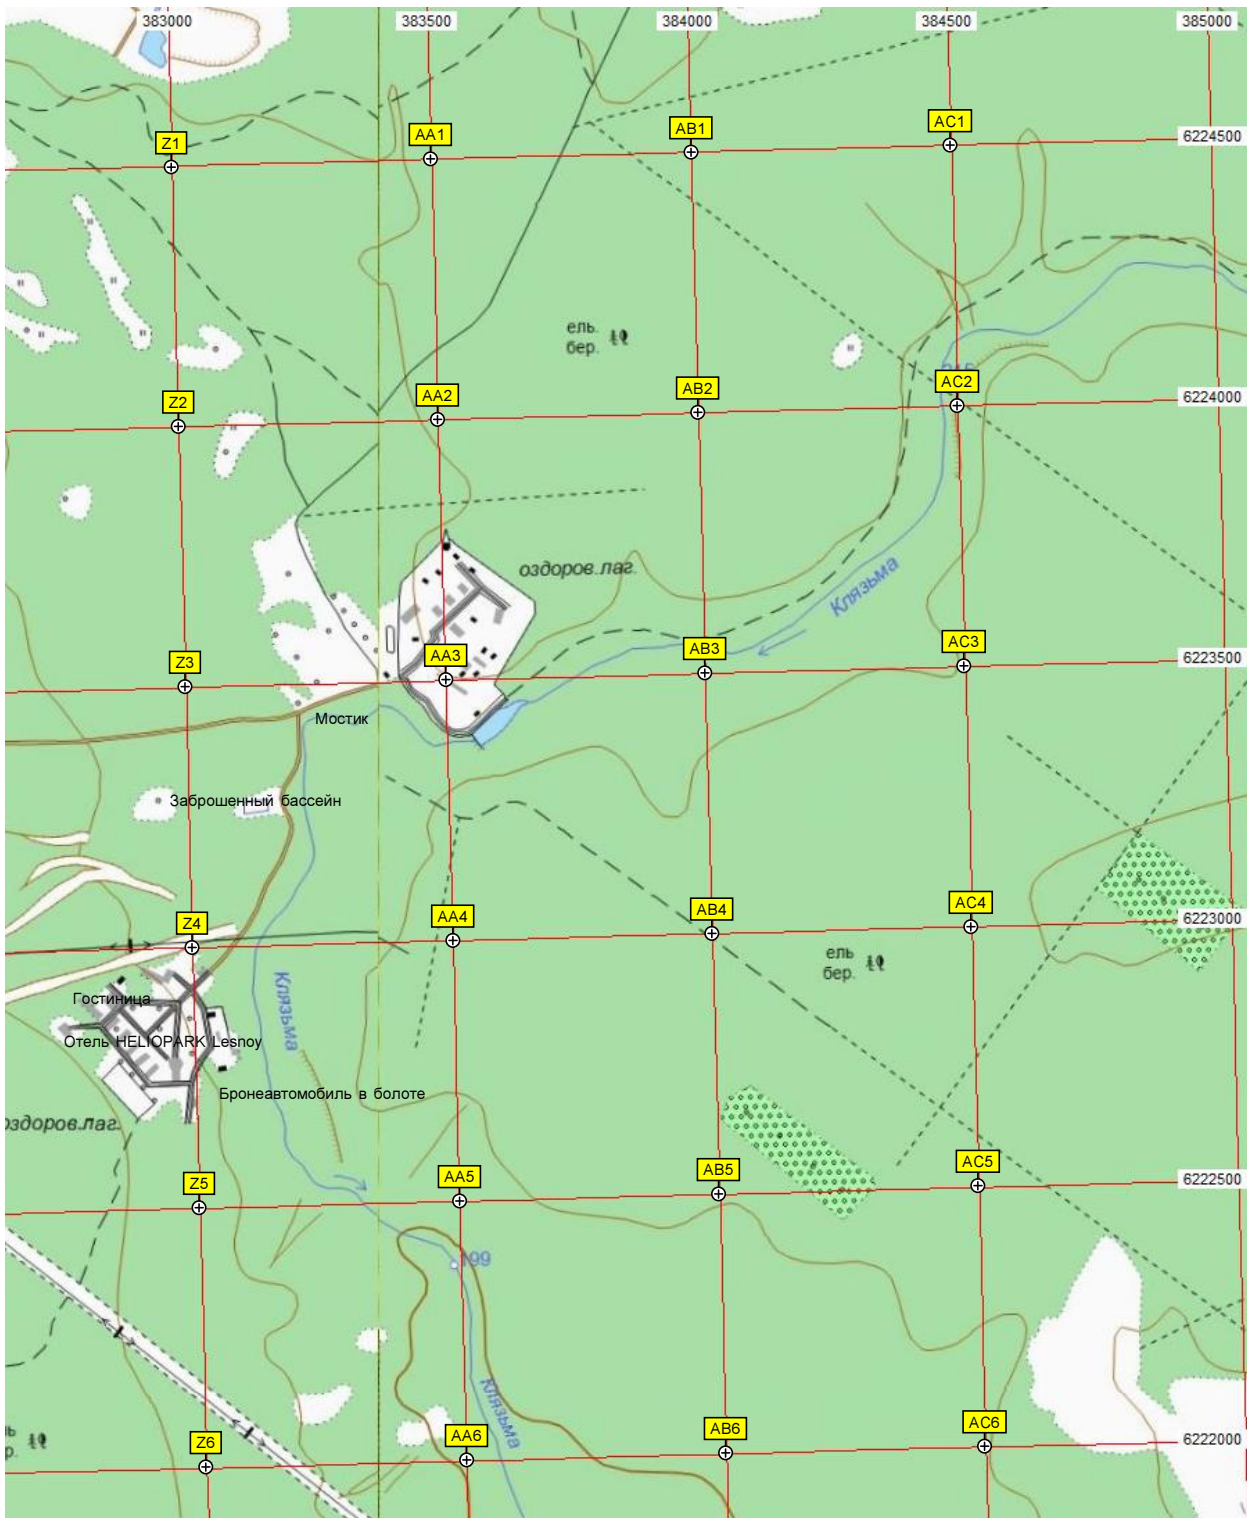 383000
383500
384000
384500
385000
Z1
AA1
AB1
AC1
6224500
ель.
бер.
Z2
AA2
AB2
AC2
6224000
оздоров.лаг.
Клязьма
Z3
AA3
AB3
AC3
6223500
Мостик
Заброшенный бассейн
Z4
AA4
AB4
AC4
6223000
ель
бер.
Гостиница
Клязьма
Отель HELIOPARK Lesnoy
Бронеавтомобиль в болоте
оздоров.лаг.
Z5
AA5
AB5
AC5
6222500
199
Клязьма
Z6
AA6
AB6
AC6
6222000